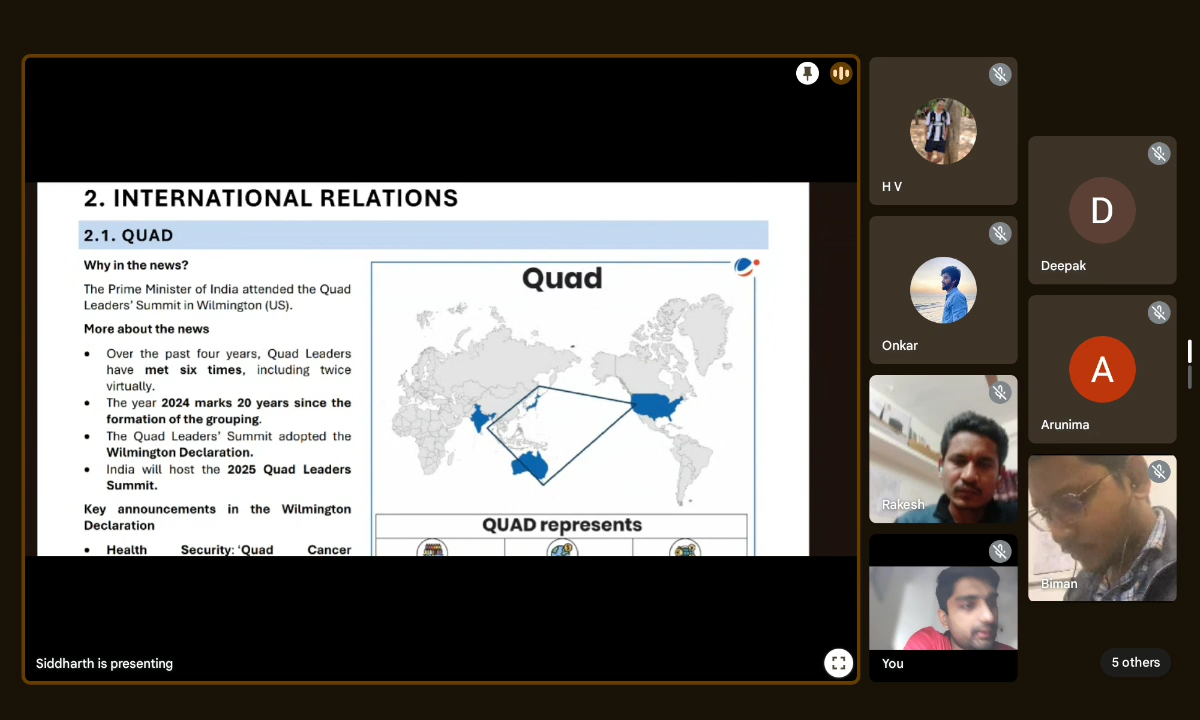 2. INTERNATIONAL RELATIONS
2.1. QUAD
Why in the news?
The Prime Minister of India attended the Quad
Leaders' Summit in Wilmington (US).
More about the news
• Over the past four years, Quad Leaders
have met six times, including twice
virtually.
• The year 2024 marks 20 years since the
formation of the grouping.
• The Quad Leaders' Summit adopted the
Wilmington Declaration.
• India will host the 2025 Quad Leaders
Summit.
Key announcements in the Wilmington
Declaration
• Health Security: 'Quad Cancer
Quad
QUAD represents
Siddharth is presenting
H V
Onkar
Rakesh
You
D
Deepak
A
Arunima
Biman
5 others